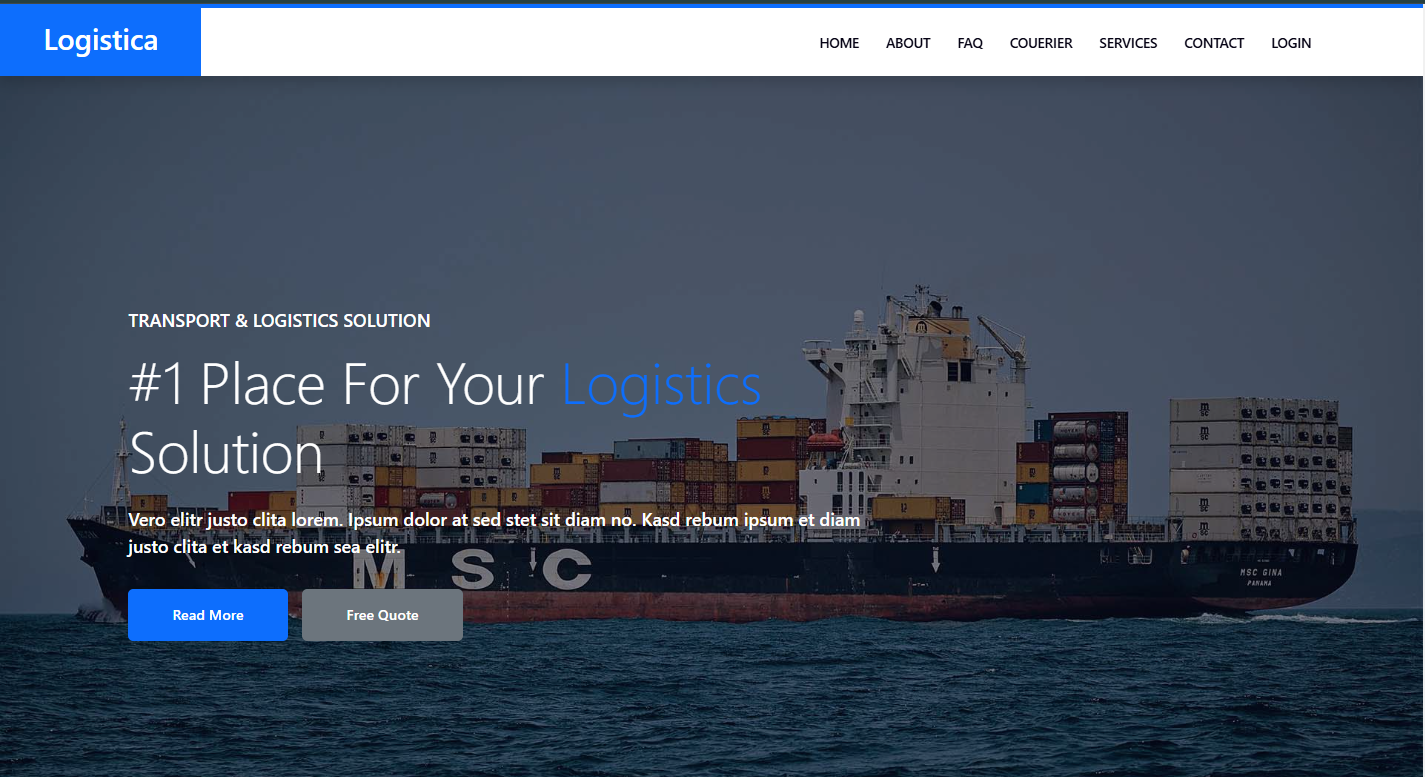 Logistica
HOME ABOUT FAQ COUERIER SERVICES CONTACT LOGIN
TRANSPORT & LOGISTICS SOLUTION
#1 Place For Your Logistics
Solution
Vero elitr justo clita lorem. Ipsum dolor at sed stet sit diam no. Kasd rebum ipsum et diam
justo clita et kasd rebum sea elitr.
M S C
MSC GINA
PANAMA
Read More Free Quote